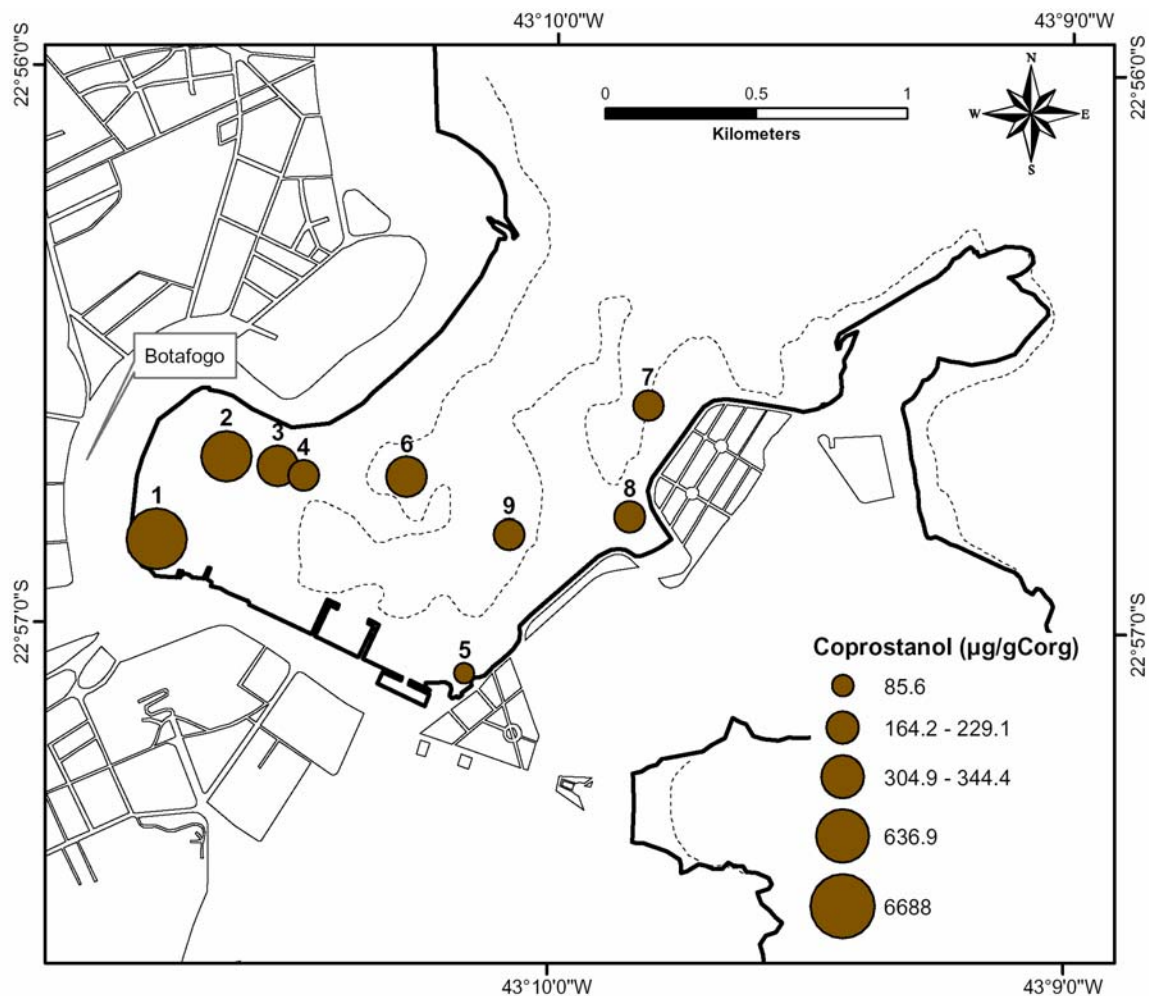 43°10'0"W
43°9'0"W
22°56'0"S
22°56'0"S
0
0.5
1
Kilometers
N
W
E
S
Botafogo
7
2
3
4
6
1
9
8
5
22°57'0"S
22°57'0"S
Coprostanol (µg/gCorg)
85.6
164.2 - 229.1
304.9 - 344.4
636.9
6688
43°10'0"W
43°9'0"W